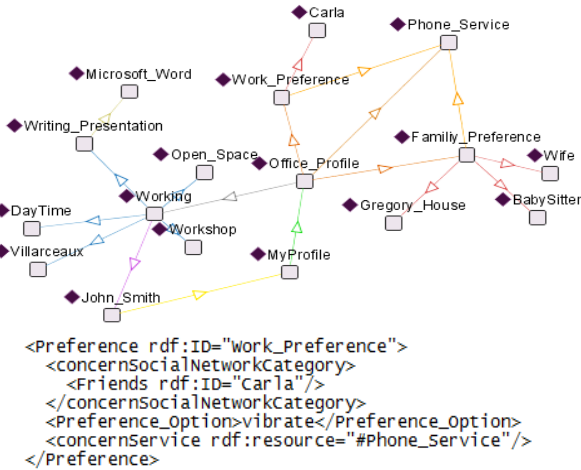 Carla
Phone_Service
Microsoft_Word
Work_Preference
Writing_Presentation
Open_Space
Office_Profile
Familiy_Preference
Wife
Working
DayTime
Gregory_House
BabySitter
Villarceaux
Workshop
MyProfile
John_Smith
<Preference rdf:ID="Work_Preference">
<concernSocialNetworkCategory>
<Friends rdf:ID="Carla"/>
</concernSocialNetworkCategory>
<Preference_Option>vibrate</Preference_Option>
<concernService rdf:resource="#Phone_Service"/>
</Preference>